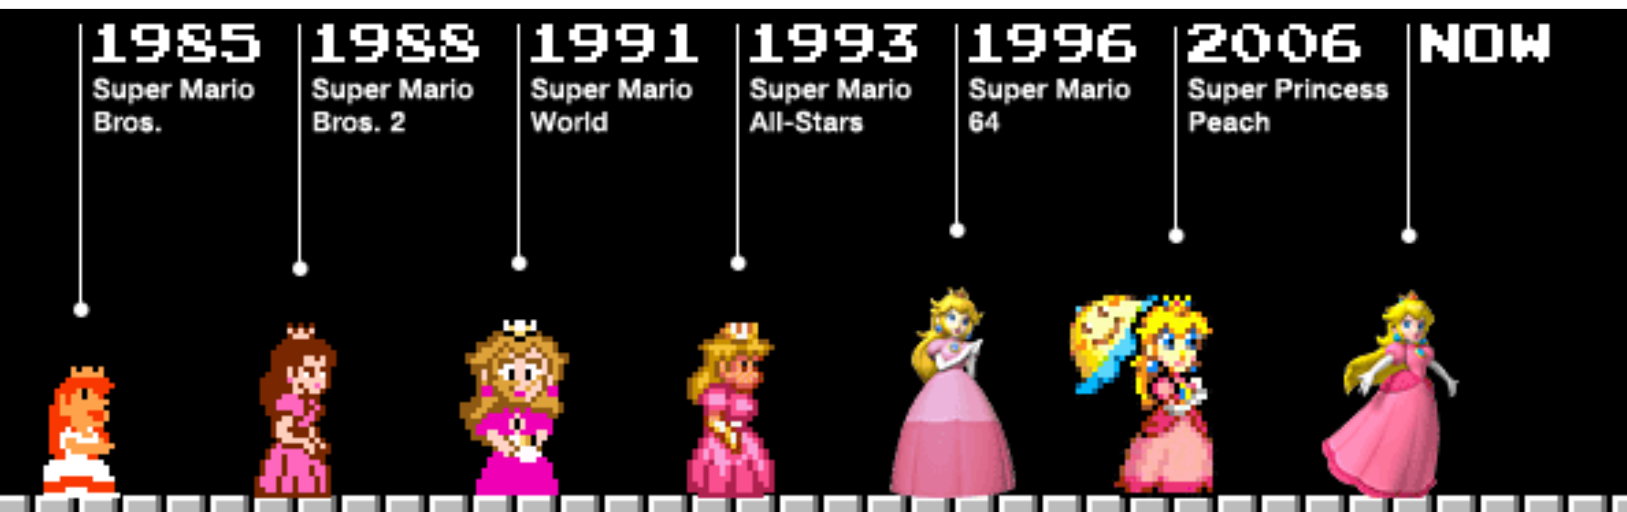 1985
Super Mario
Bros.
1988
Super Mario
Bros. 2
1991
Super Mario
World
1993
Super Mario
All-Stars
1996
Super Mario
64
2006
Super Princess
Peach
NOW